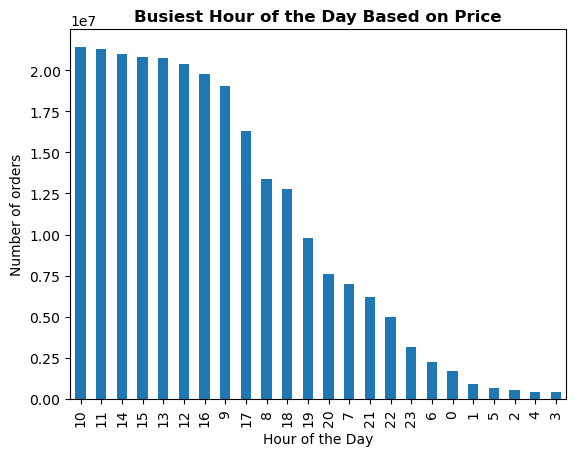 Busiest Hour of the Day Based on Price
1e7
2.00
1.75
1.50
1.25
1.00
0.75
0.50
0.25
0.00
Number of orders
10 11 14 15 13 12 16 9 17 8 18 19 20 7 21 22 23 6 0 1 5 2 4 3
Hour of the Day